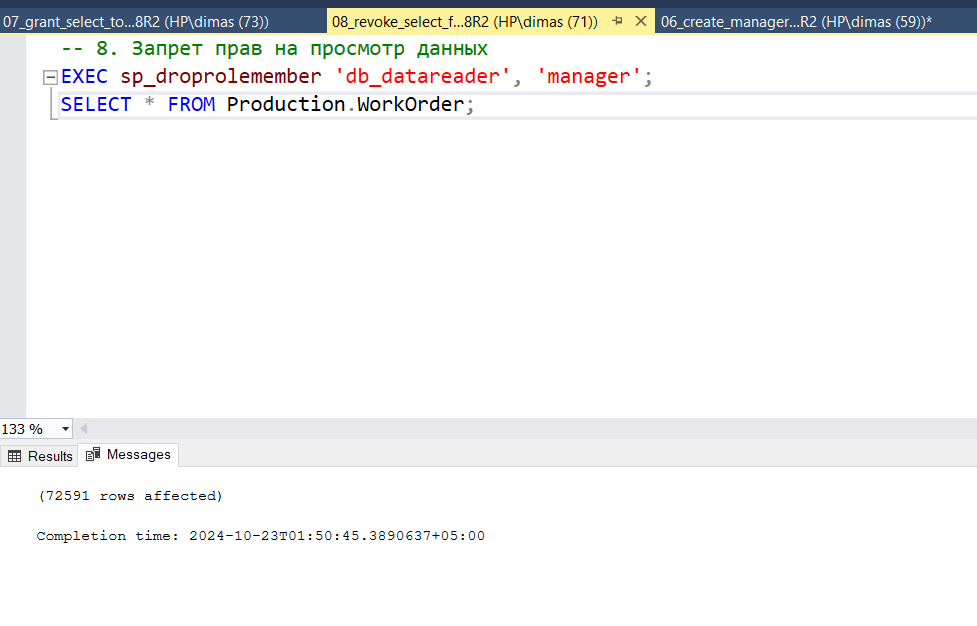 07_grant_select_to...8R2 (HP\dimas (73)) 08_revoke_select_f...8R2 (HP\dimas (71)) 06_create_manager...R2 (HP\dimas (59))*
-- 8. Запрет прав на просмотр данных
EXEC sp_droprolemember 'db_datareader', 'manager';
SELECT * FROM Production.WorkOrder;
133 %
Results Messages
(72591 rows affected)
Completion time: 2024-10-23T01:50:45.3890637+05:00